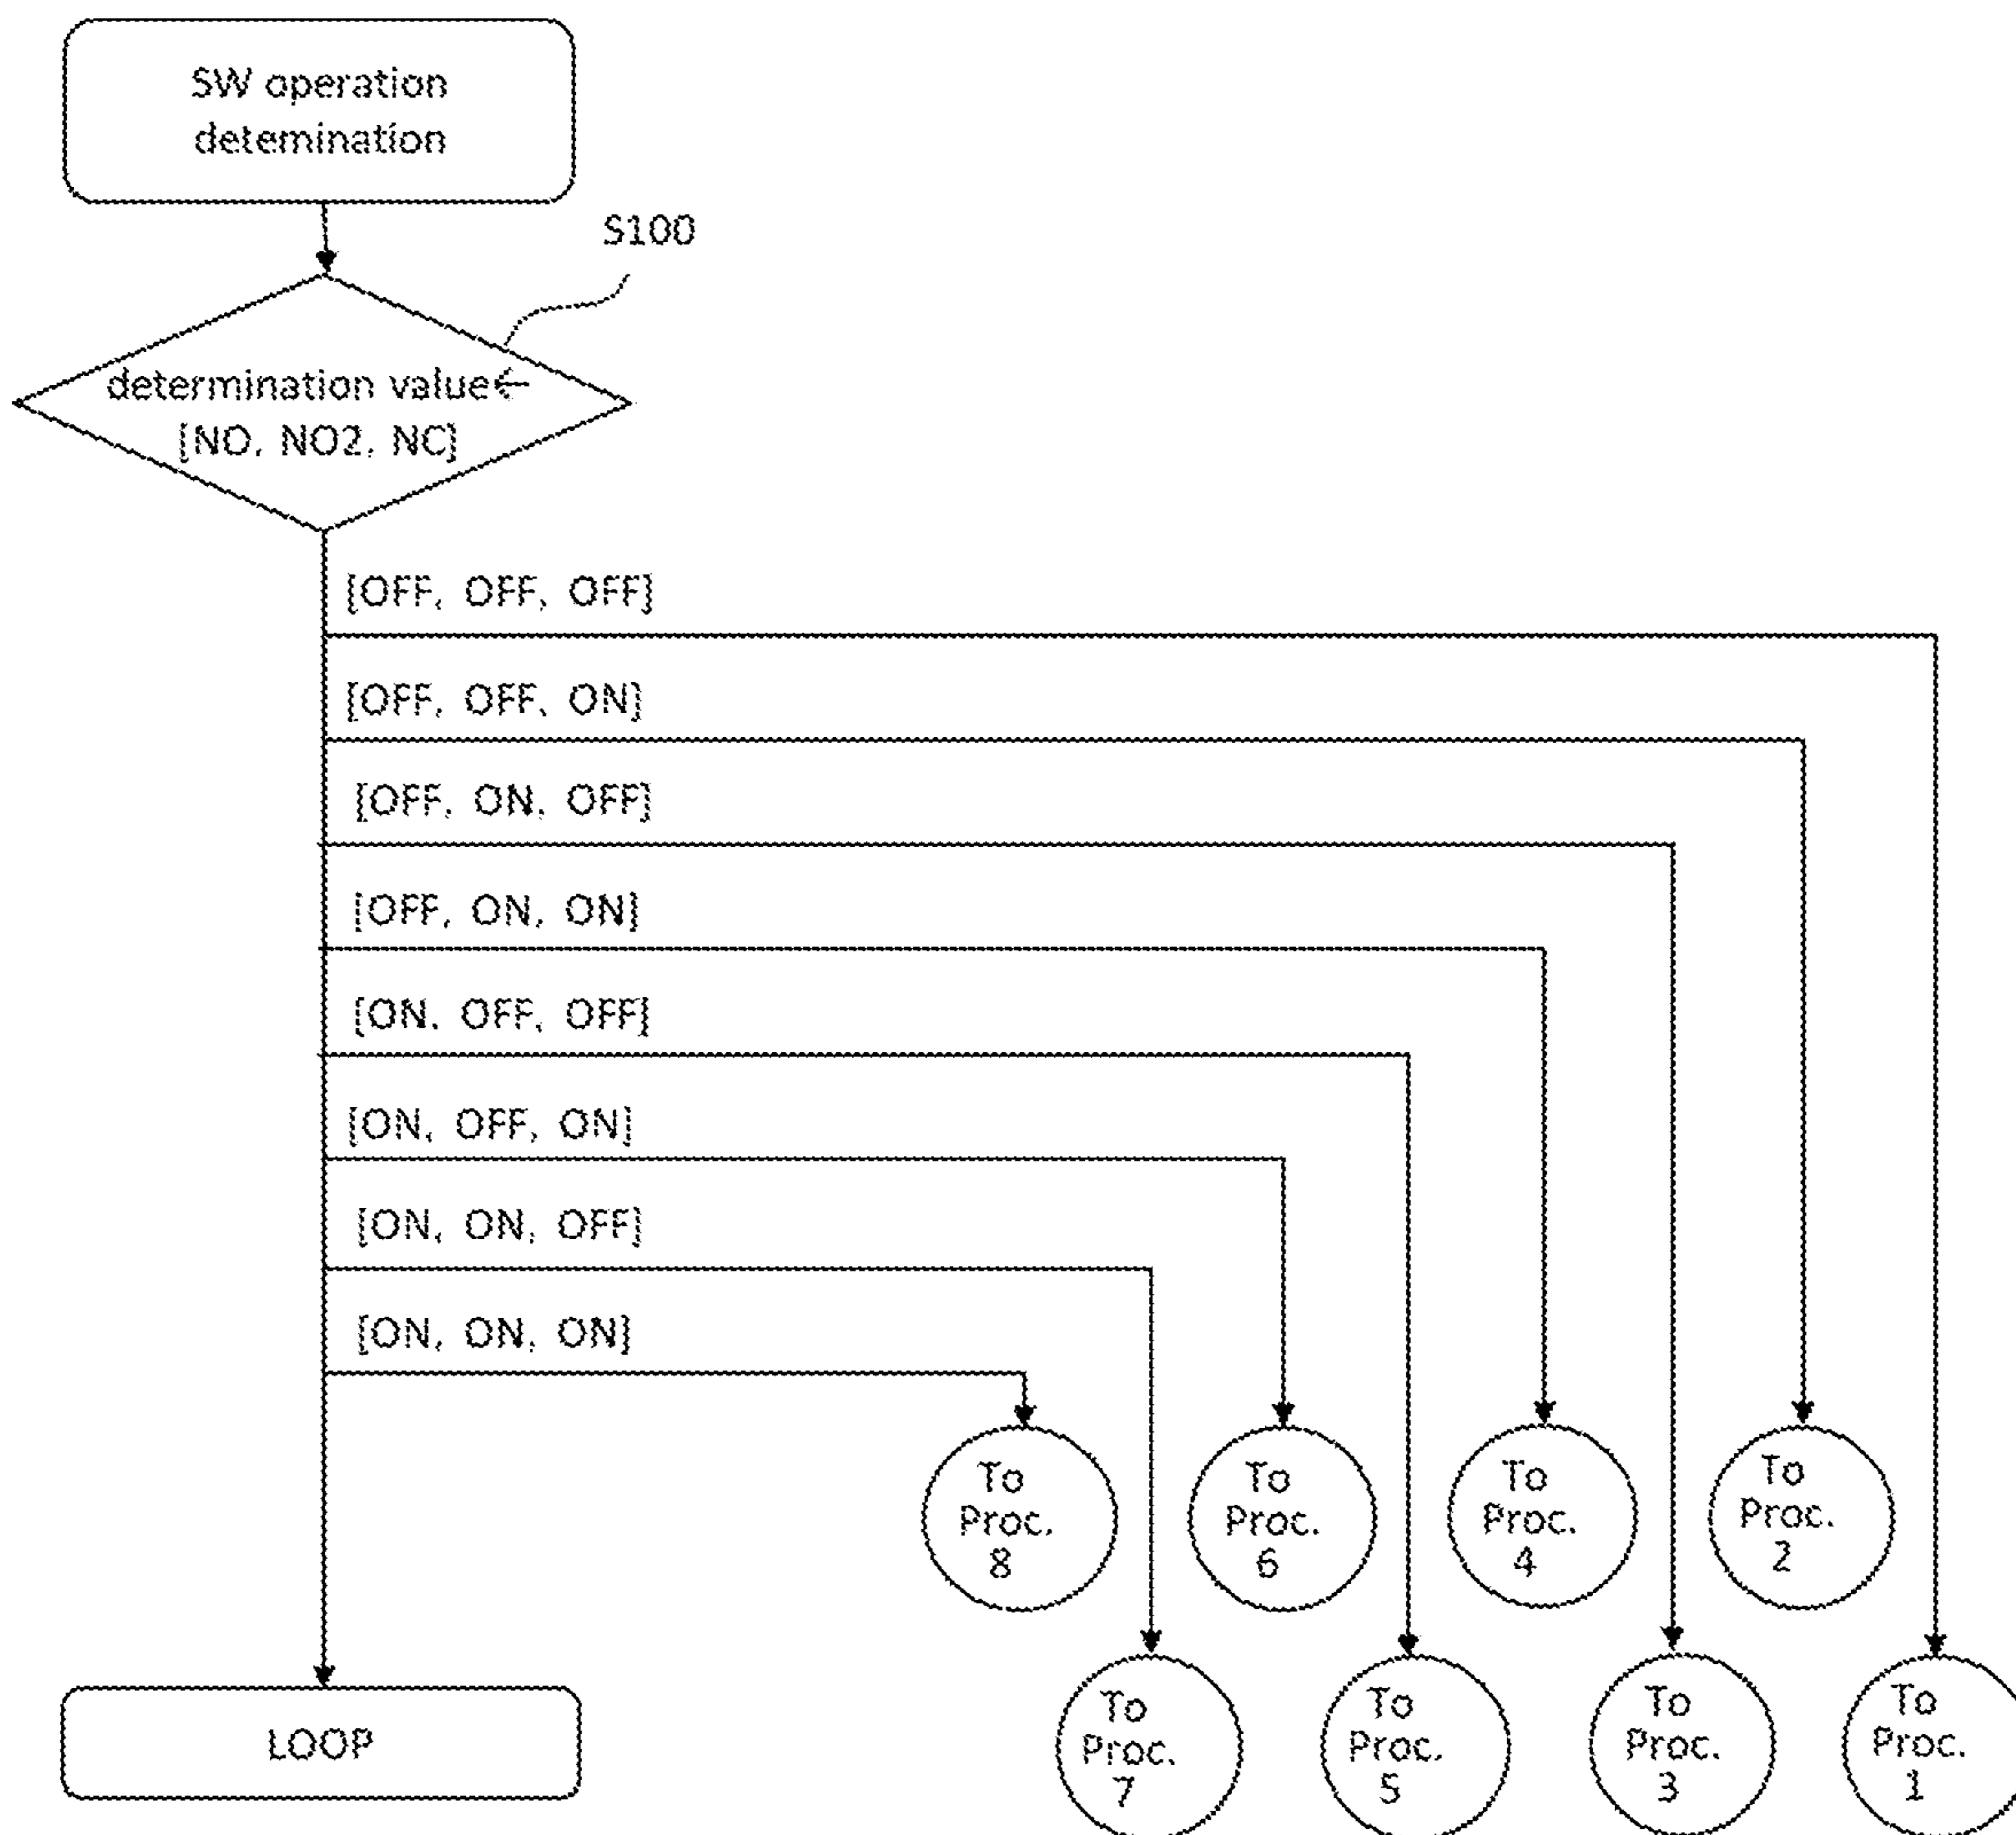 SW operation
detemination
S100
determination value←
[NO, NO2, NC]
[OFF, OFF, OFF]
[OFF, OFF, ON]
[OFF, ON, OFF]
[OFF, ON, ON]
[ON, OFF, OFF]
[ON, OFF, ON]
[ON, ON, OFF]
[ON, ON, ON]
To
Proc.
8
To
Proc.
6
To
Proc.
4
To
Proc.
2
LOOP
To
Proc.
7
To
Proc.
5
To
Proc.
3
To
Proc.
1